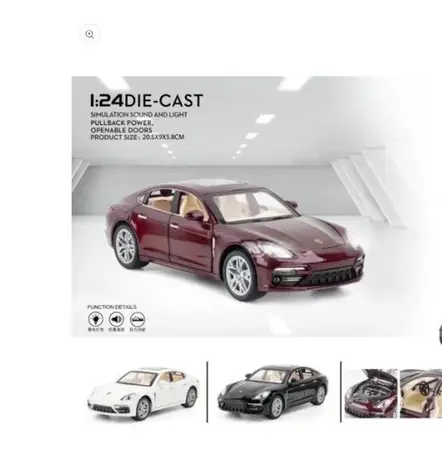 1:24DIE-CAST
SIMULATION SOUND AND LIGHT
PULLBACK POWER,
OPENABLE DOORS
PRODUCT SIZE: 20.5X9X5.8CM
FUNCTION DETAILS